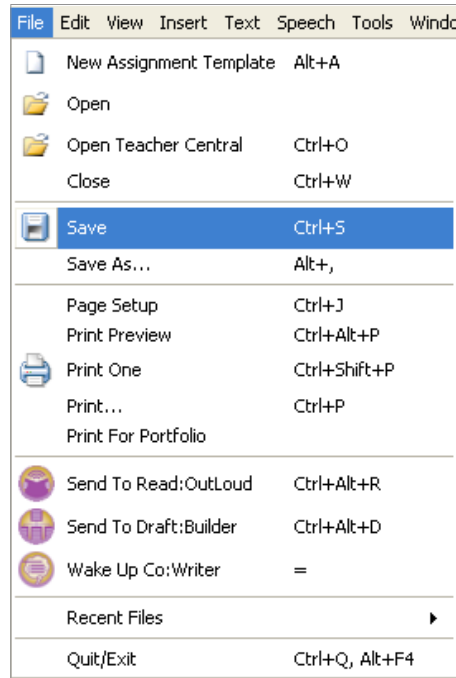 File Edit View Insert Text Speech Tools Windo
New Assignment Template Alt+A
Open
Open Teacher Central Ctrl+O
Close Ctrl+W
Save Ctrl+S
Save As... Alt+,
Page Setup Ctrl+J
Print Preview Ctrl+Alt+P
Print One Ctrl+Shift+P
Print... Ctrl+P
Print For Portfolio
Send To Read:OutLoud Ctrl+Alt+R
Send To Draft:Builder Ctrl+Alt+D
Wake Up Co:Writer =
Recent Files
Quit/Exit Ctrl+Q, Alt+F4